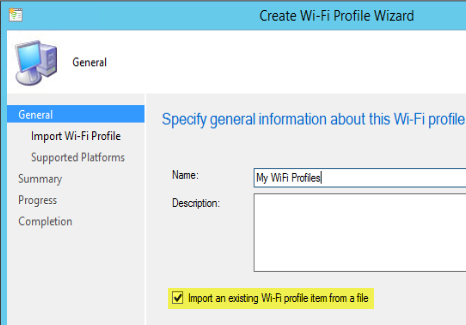 Create Wi-Fi Profile Wizard
General
General
Import Wi-Fi Profile
Supported Platforms
Summary
Progress
Completion
Specify general information about this Wi-Fi profile
Name:
My WiFi Profiles
Description:
Import an existing Wi-Fi profile item from a file